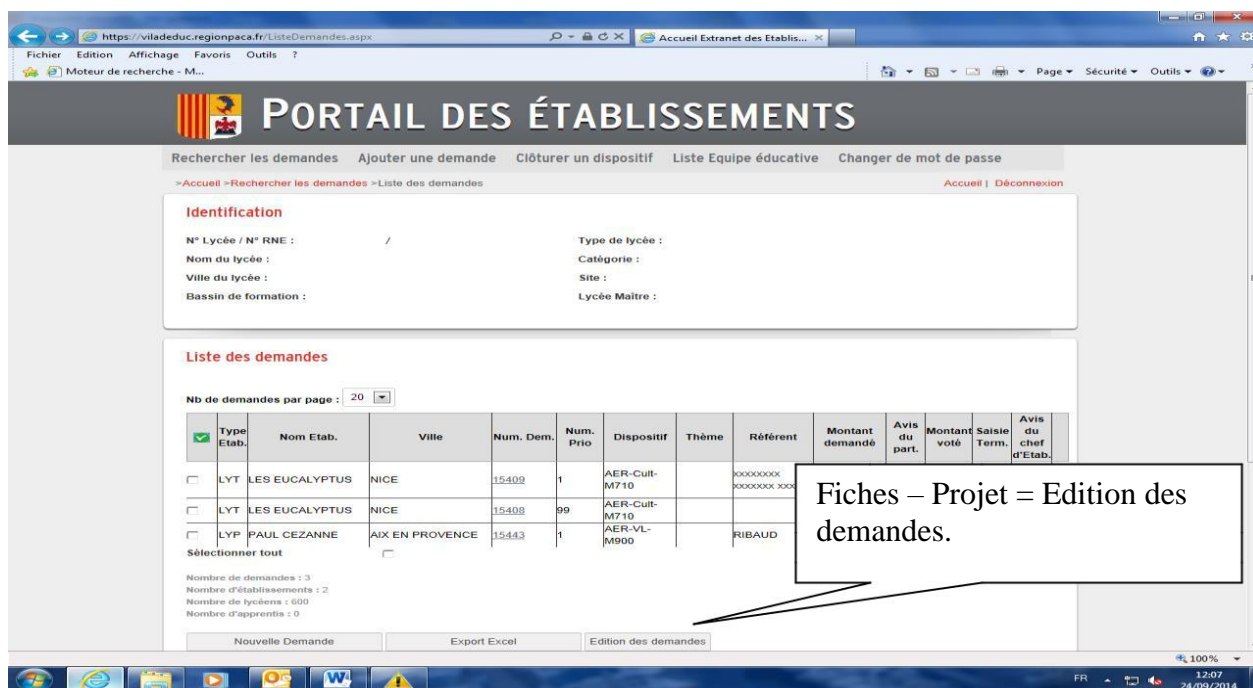 https://viladeduc.regionpaca.fr/ListeDemandes.aspx
Accueil Extranet des Etablis...
Fichier Edition Affichage Favoris Outils ?
Moteur de recherche - M...
Page Sécurité Outils
PORTAIL DES ÉTABLISSEMENTS
Rechercher les demandes Ajouter une demande Clôturer un dispositif Liste Equipe éducative Changer de mot de passe
>Accueil >Rechercher les demandes >Liste des demandes Accueil | Déconnexion
Identification
N° Lycée / N° RNE : / Type de lycée :
Nom du lycée : Catégorie :
Ville du lycée : Site :
Bassin de formation : Lycée Maître :
Liste des demandes
Nb de demandes par page : 20
Type Etab. Nom Etab. Ville Num. Dem. Num. Prio Dispositif Thème Référent Montant demandé Avis du part. Montant voté Saisie Term. Avis du chef d'Etab.
LYT LES EUCALYPTUS NICE 15409 1 AER-Cult-M710 xxxxxxxx xxxxxxx xxx
LYT LES EUCALYPTUS NICE 15408 99 AER-Cult-M710
LYP PAUL CEZANNE AIX EN PROVENCE 15443 1 AER-VL-M900 RIBAUD
Sélectionner tout
Nombre de demandes : 3
Nombre d'établissements : 2
Nombre de lycéens : 600
Nombre d'apprentis : 0
Nouvelle Demande Export Excel Edition des demandes
Fiches – Projet = Edition des
demandes.
100%
FR 12:07
24/09/2014